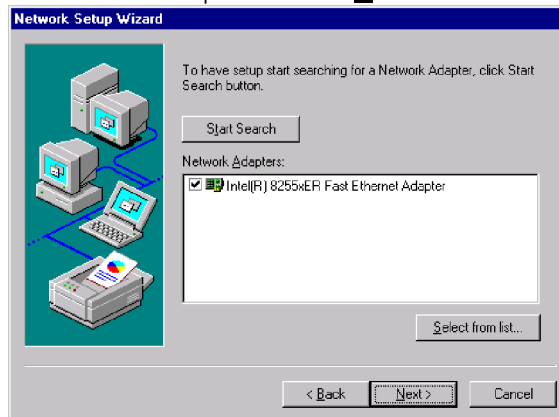 Network Setup Wizard
To have setup start searching for a Network Adapter, click Start
Search button.
Start Search
Network Adapters:
Intel(R) 8255xER Fast Ethernet Adapter
Select from list...
< Back
Next >
Cancel